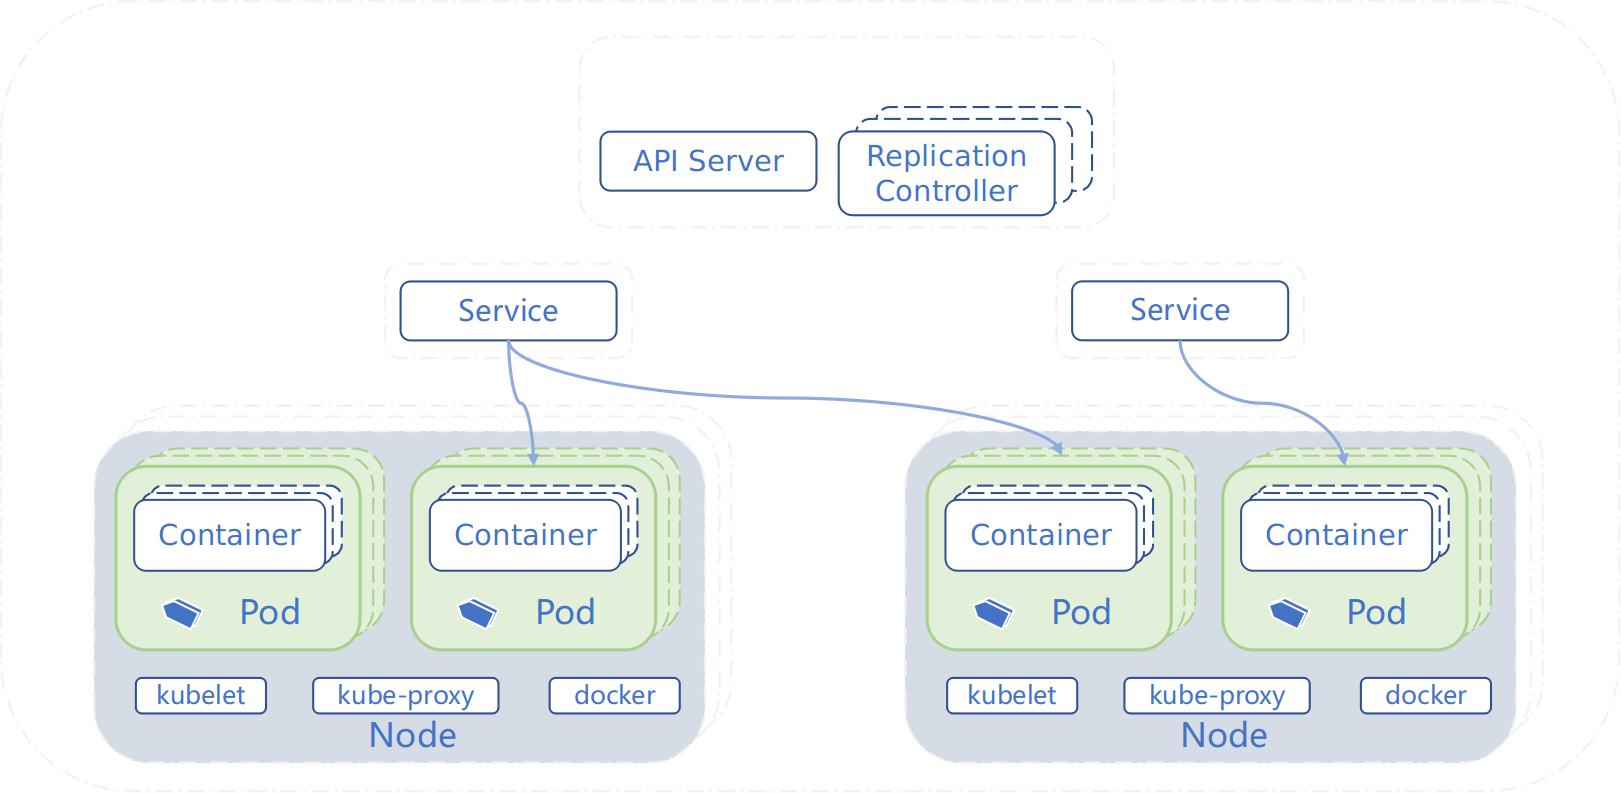 API Server
Replication
Controller
Service
Service
Container
Container
Container
Container
Pod
Pod
Pod
Pod
kubelet
kube-proxy
docker
kubelet
kube-proxy
docker
Node
Node